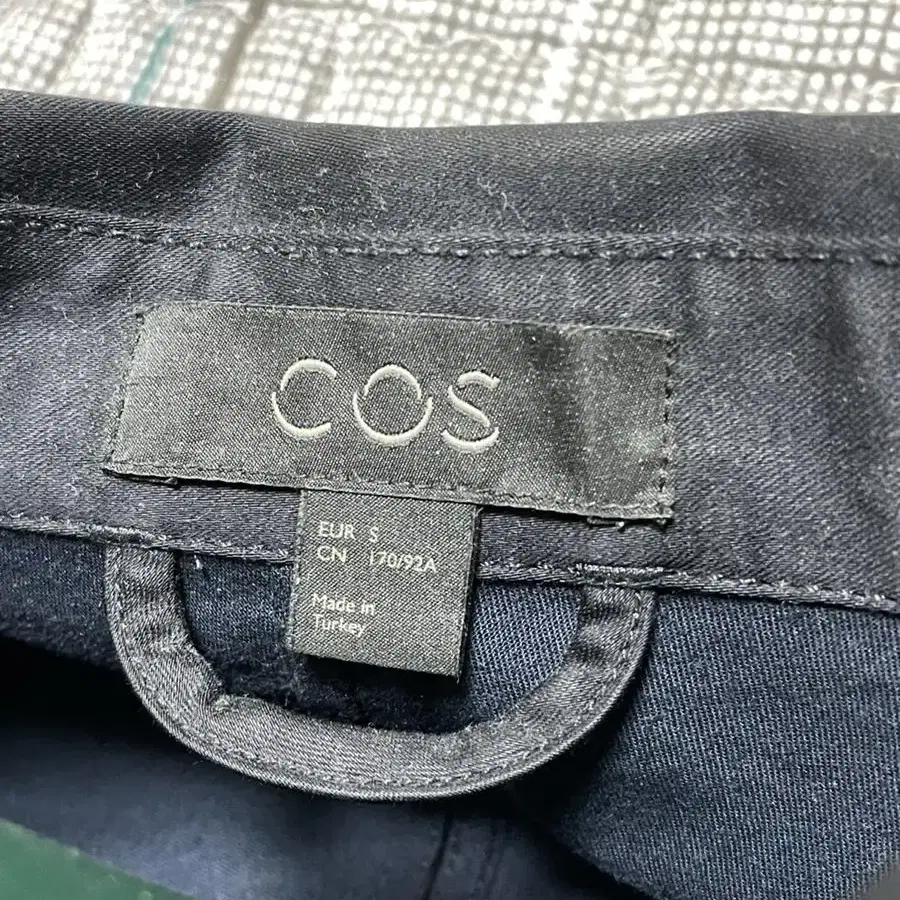 COS
EUR S
CN 170/92A
Made in
Turkey